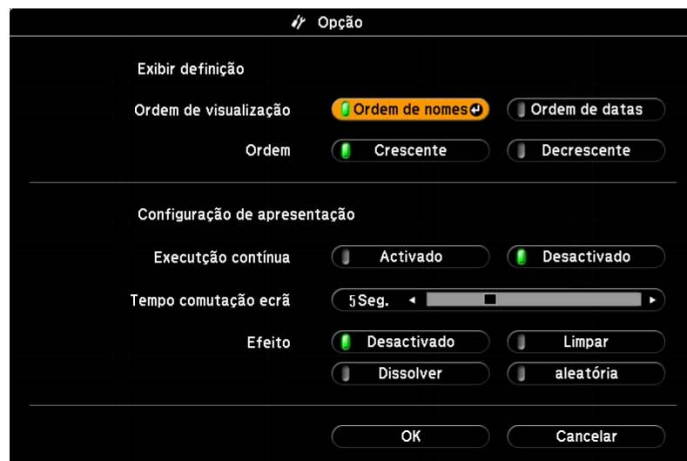 Opção
Exibir definição
Ordem de visualização Ordem de nomes Ordem de datas
Ordem Crescente Decrescente
Configuração de apresentação
Executção contínua Activado Desactivado
Tempo comutação ecrã 5Seg.
Efeito Desactivado Limpar
Dissolver aleatória
OK Cancelar